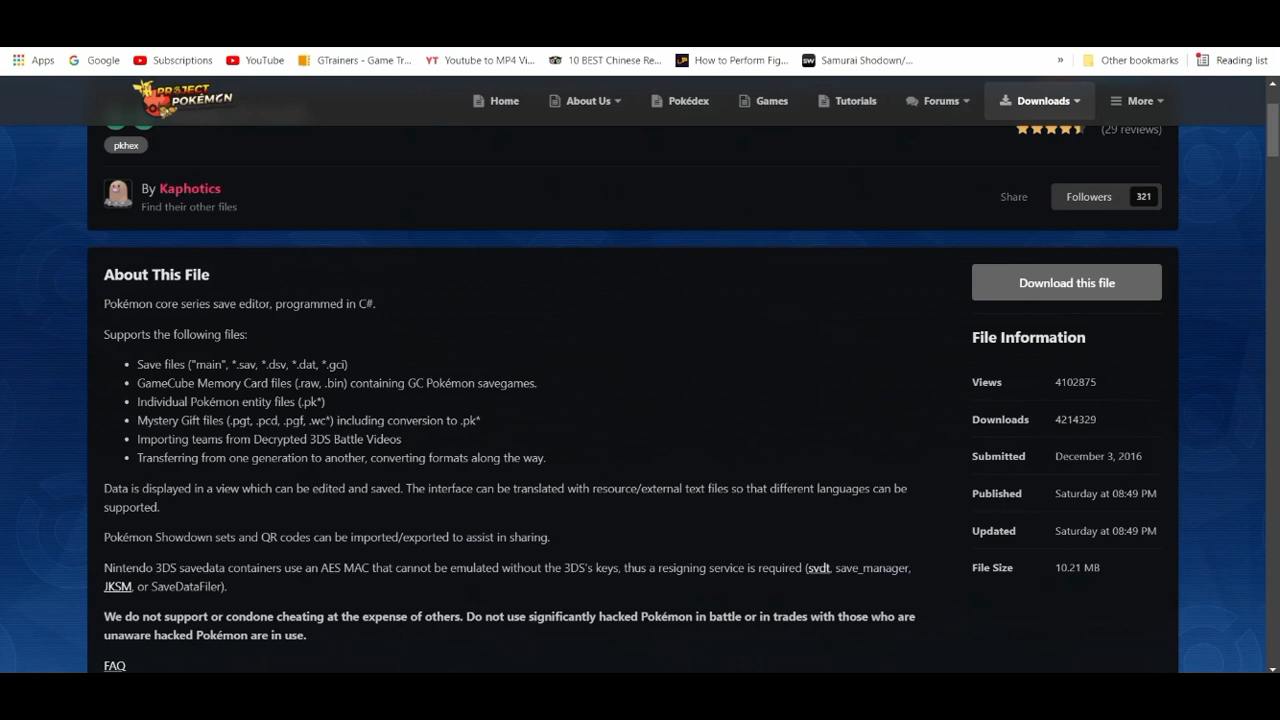 Apps Google Subscriptions YouTube GTrainers - Game Tr... YT Youtube to MP4 Vi... 10 BEST Chinese Re... How to Perform Fig... SW Samurai Shodown/... » Other bookmarks Reading list
PROJECT POKÉMON Home About Us Pokédex Games Tutorials Forums Downloads More
(29 reviews)
pkhex
By Kaphotics
Find their other files
Share Followers 321
About This File
Download this file
Pokémon core series save editor, programmed in C#.
Supports the following files:
File Information
• Save files ("main", *.sav, *.dsv, *.dat, *.gci)
• GameCube Memory Card files (.raw, .bin) containing GC Pokémon savegames.
Views 4102875
• Individual Pokémon entity files (.pk*)
• Mystery Gift files (.pgt, .pcd, .pgf, .wc*) including conversion to .pk*
Downloads 4214329
• Importing teams from Decrypted 3DS Battle Videos
• Transferring from one generation to another, converting formats along the way.
Submitted December 3, 2016
Data is displayed in a view which can be edited and saved. The interface can be translated with resource/external text files so that different languages can be
supported.
Published Saturday at 08:49 PM
Pokémon Showdown sets and QR codes can be imported/exported to assist in sharing.
Updated Saturday at 08:49 PM
Nintendo 3DS savedata containers use an AES MAC that cannot be emulated without the 3DS's keys, thus a resigning service is required (svdt, save_manager,
JKSM, or SaveDataFiler).
File Size 10.21 MB
We do not support or condone cheating at the expense of others. Do not use significantly hacked Pokémon in battle or in trades with those who are
unaware hacked Pokémon are in use.
FAQ